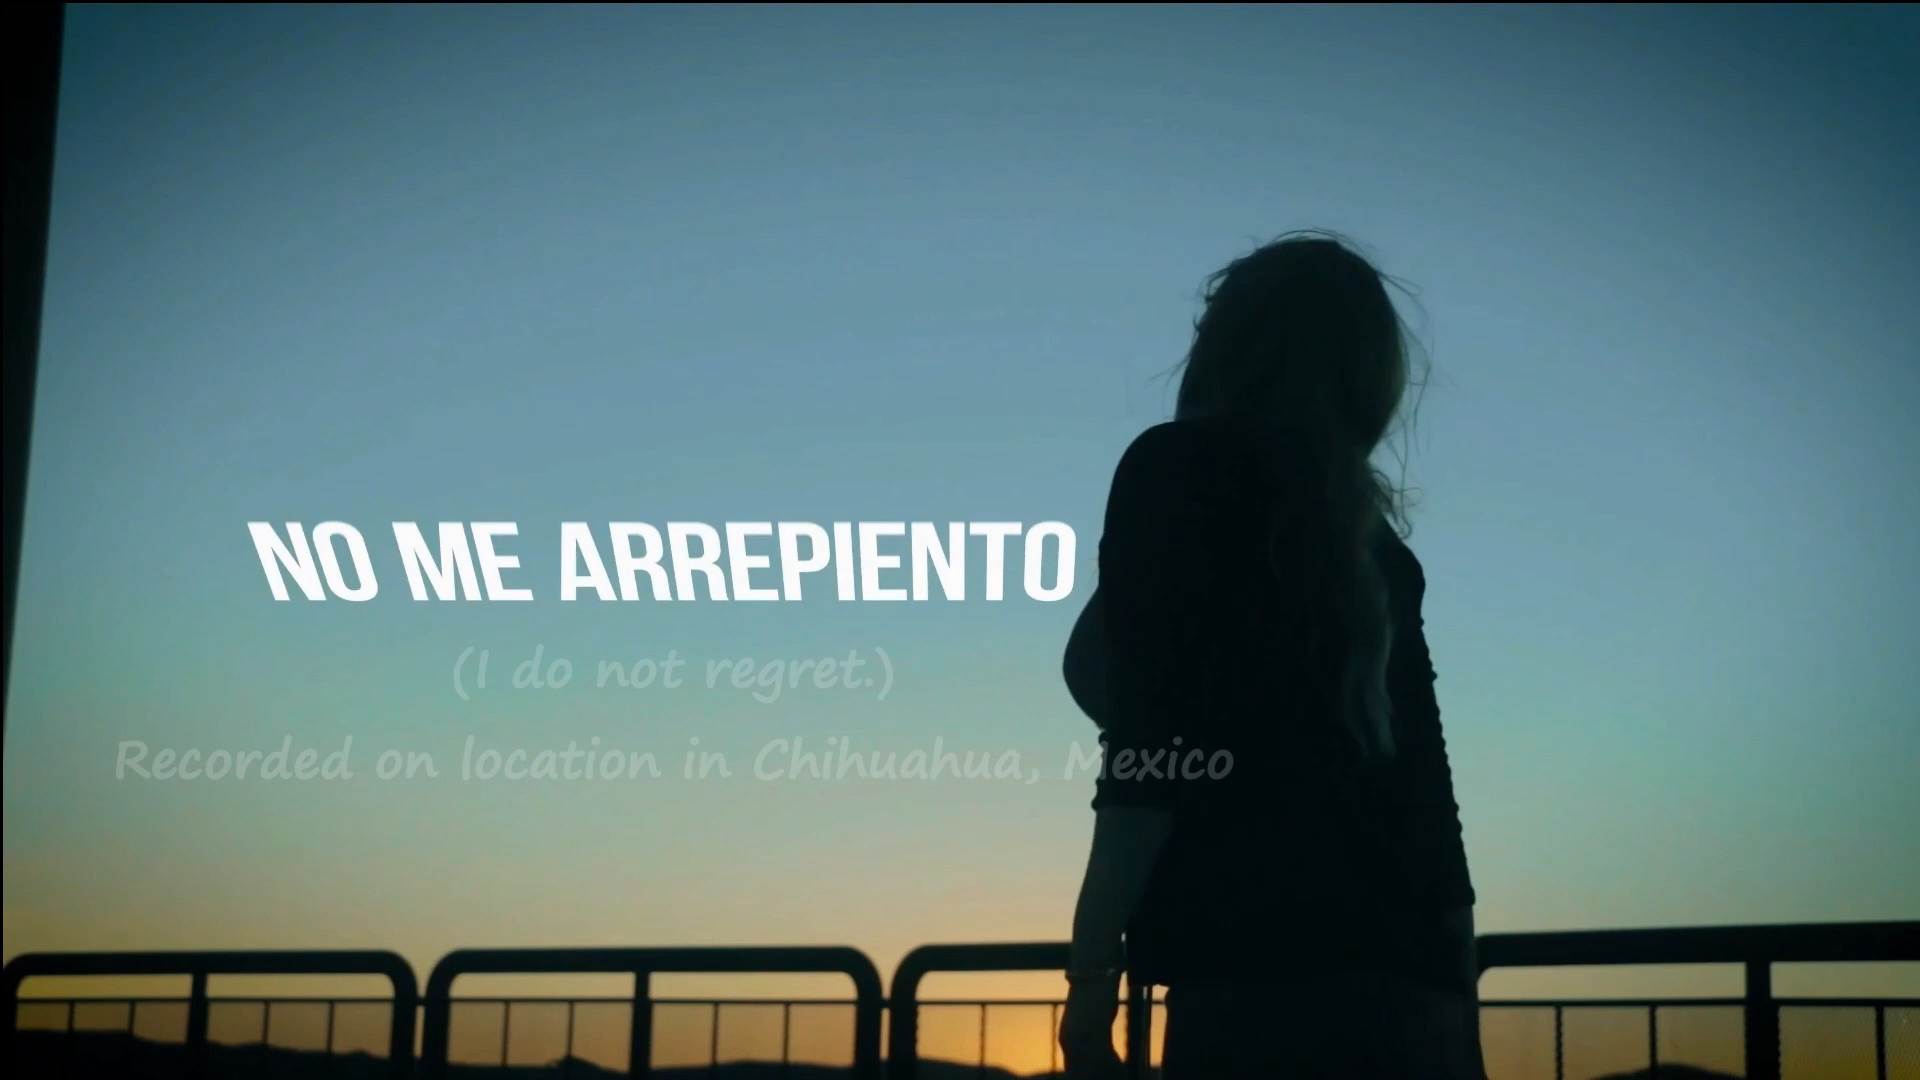 NO ME ARREPIENTO
(I do not regret.)
Recorded on location in Chihuahua, Mexico